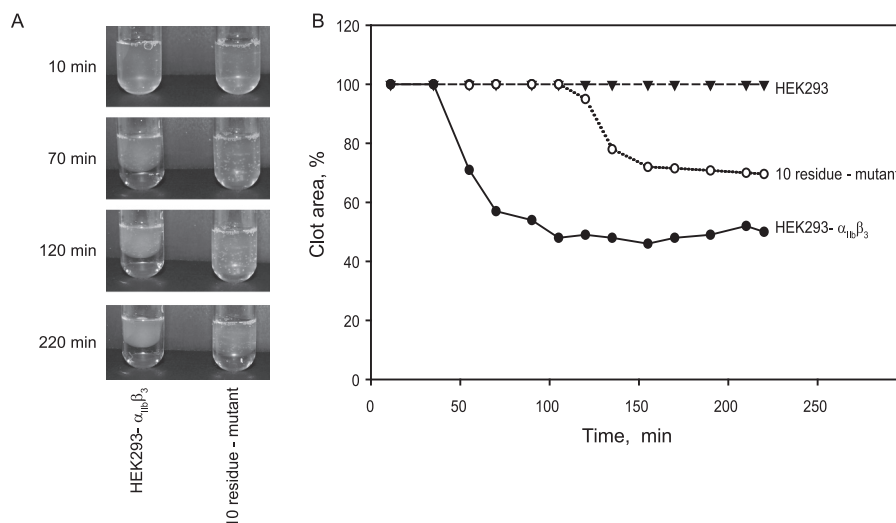 A
10 min
70 min
120 min
220 min
HEK293- αIIbβ3
10 residue - mutant
B
120
100
80
60
40
20
0
Clot area, %
0
50
100
150
200
250
Time, min
HEK293
10 residue - mutant
HEK293- αIIbβ3